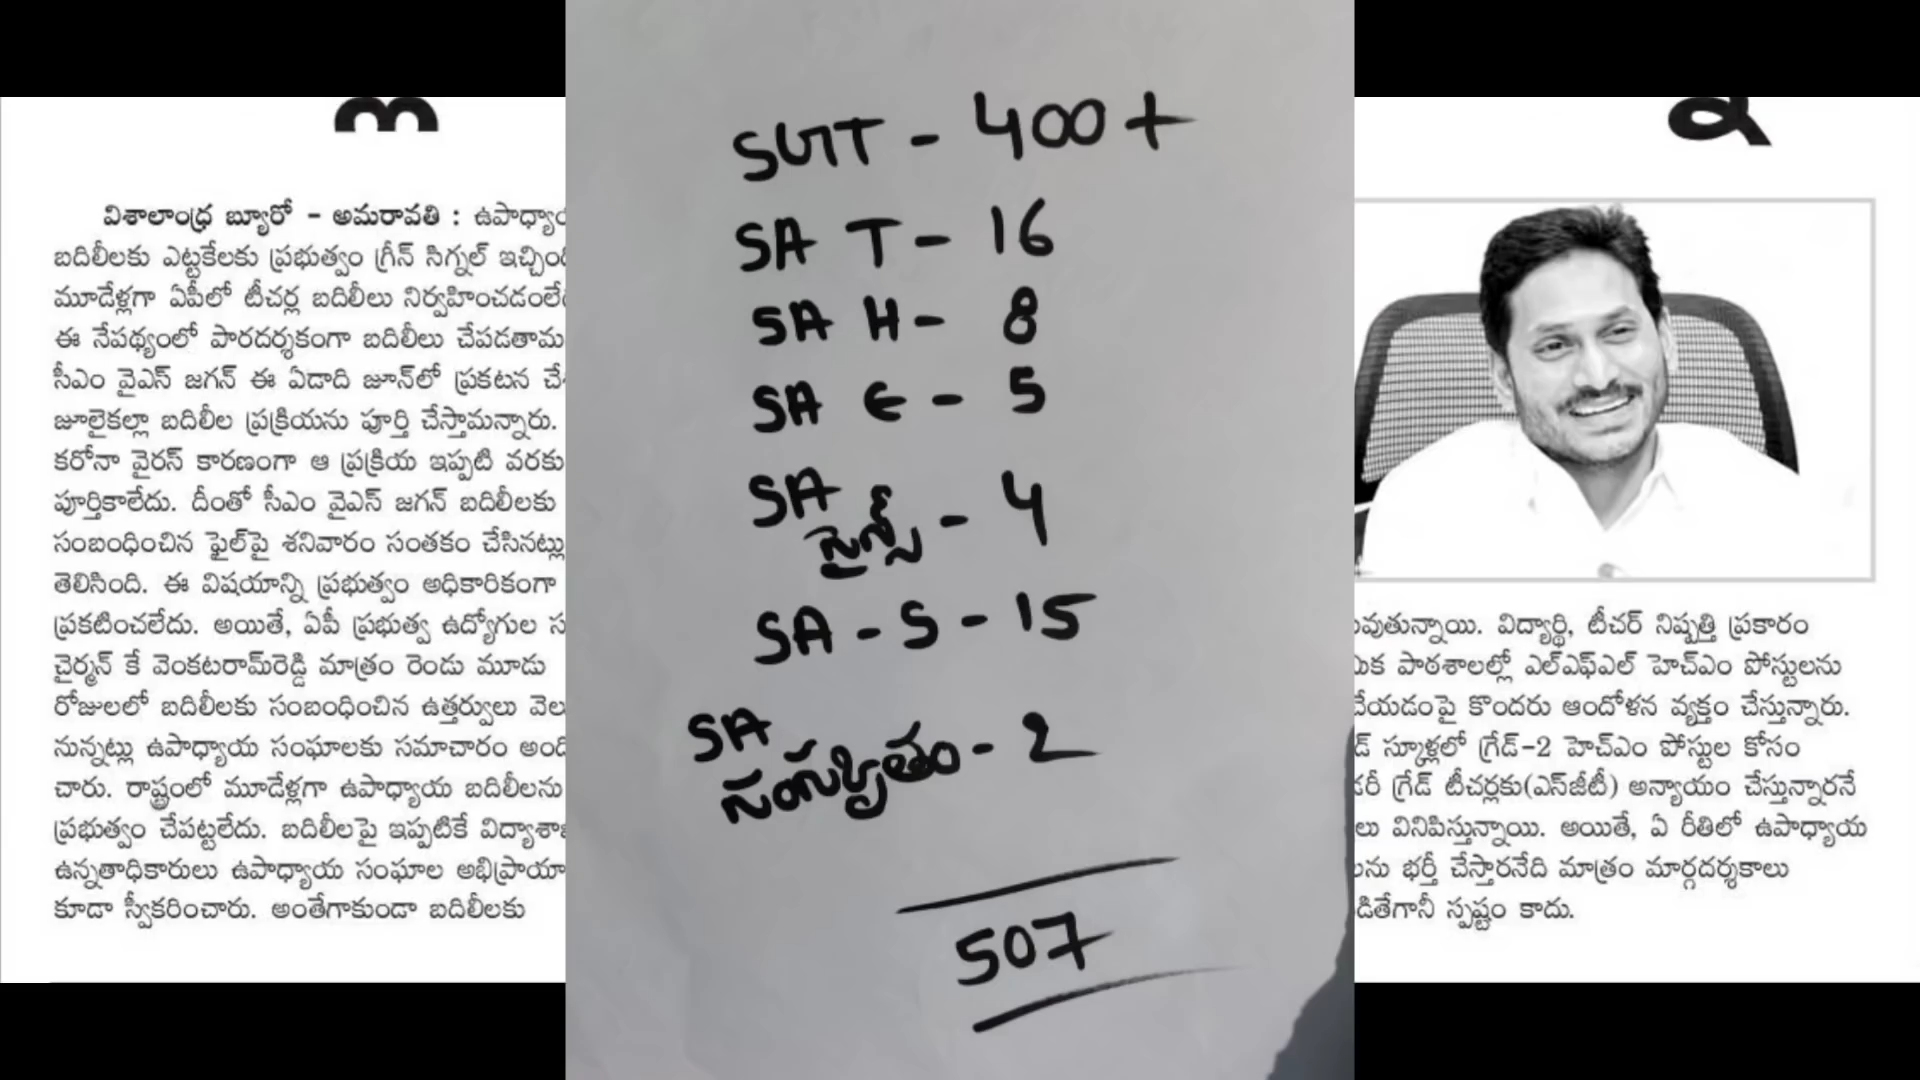 విశాలాంధ్ర బ్యూరో - అమరావతి :
బదిలీలకు ఎట్టకేలకు ప్రభుత్వం గ్రీన్ సిగ్నల్
మూడేళ్లగా ఏపీలో టీచర్ల బదిలీలు
ఈ నేపథ్యంలో పారదర్శకంగా బదిలీలు
సీఎం వైఎస్ జగన్ ఈ ఏడాది జూన్‌లో ప్రకటన
జూలైకల్లా బదిలీల ప్రక్రియను పూర్తి చేస్తామన్నారు.
కరోనా వైరస్ కారణంగా ఆ ప్రక్రియ ఇప్పటి వరకు
పూర్తికాలేదు. దీంతో సీఎం వైఎస్ జగన్ బదిలీలకు
సంబంధించిన ఫైల్‌పై శనివారం సంతకం చేసినట్లు
తెలిసింది. ఈ విషయాన్ని ప్రభుత్వం అధికారికంగా
ప్రకటించలేదు. అయితే, ఏపీ ప్రభుత్వ ఉద్యోగుల
చైర్మన్ కే వెంకటరామ్‌రెడ్డి మాత్రం రెండు మూడు
రోజులలో బదిలీలకు సంబంధించిన ఉత్తర్వులు
నున్నట్లు ఉపాధ్యాయ సంఘాలకు సమాచారం
చారు. రాష్ట్రంలో మూడేళ్లగా ఉపాధ్యాయ బదిలీలను
ప్రభుత్వం చేపట్టలేదు. బదిలీలపై ఇప్పటికే
ఉన్నతాధికారులు ఉపాధ్యాయ సంఘాల
కూడా స్వీకరించారు. అంతేగాకుండా బదిలీలకు
SGTT - 400+
SA T - 16
SA H - 8
SA E - 5
SA
సైన్స్ - 4
SA - S - 15
SA
సంస్కృతం - 2
507
విద్యార్థి, టీచర్ నిష్పత్తి ప్రకారం
పాఠశాలల్లో ఎల్ఎఫ్ఎల్ హెచ్ఎం పోస్టులను
కొందరు ఆందోళన వ్యక్తం చేస్తున్నారు.
స్కూళ్లలో గ్రేడ్-2 హెచ్ఎం పోస్టుల కోసం
గ్రేడ్ టీచర్లకు(ఎస్‌జీటీ) అన్యాయం చేస్తున్నారనే
వినిపిస్తున్నాయి. అయితే, ఏ రీతిలో ఉపాధ్యాయ
భర్తీ చేస్తారనేది మాత్రం మార్గదర్శకాలు
స్పష్టం కాదు.